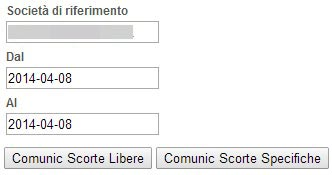 Società di riferimento
Dal
2014-04-08
Al
2014-04-08
Comunic Scorte Libere Comunic Scorte Specifiche